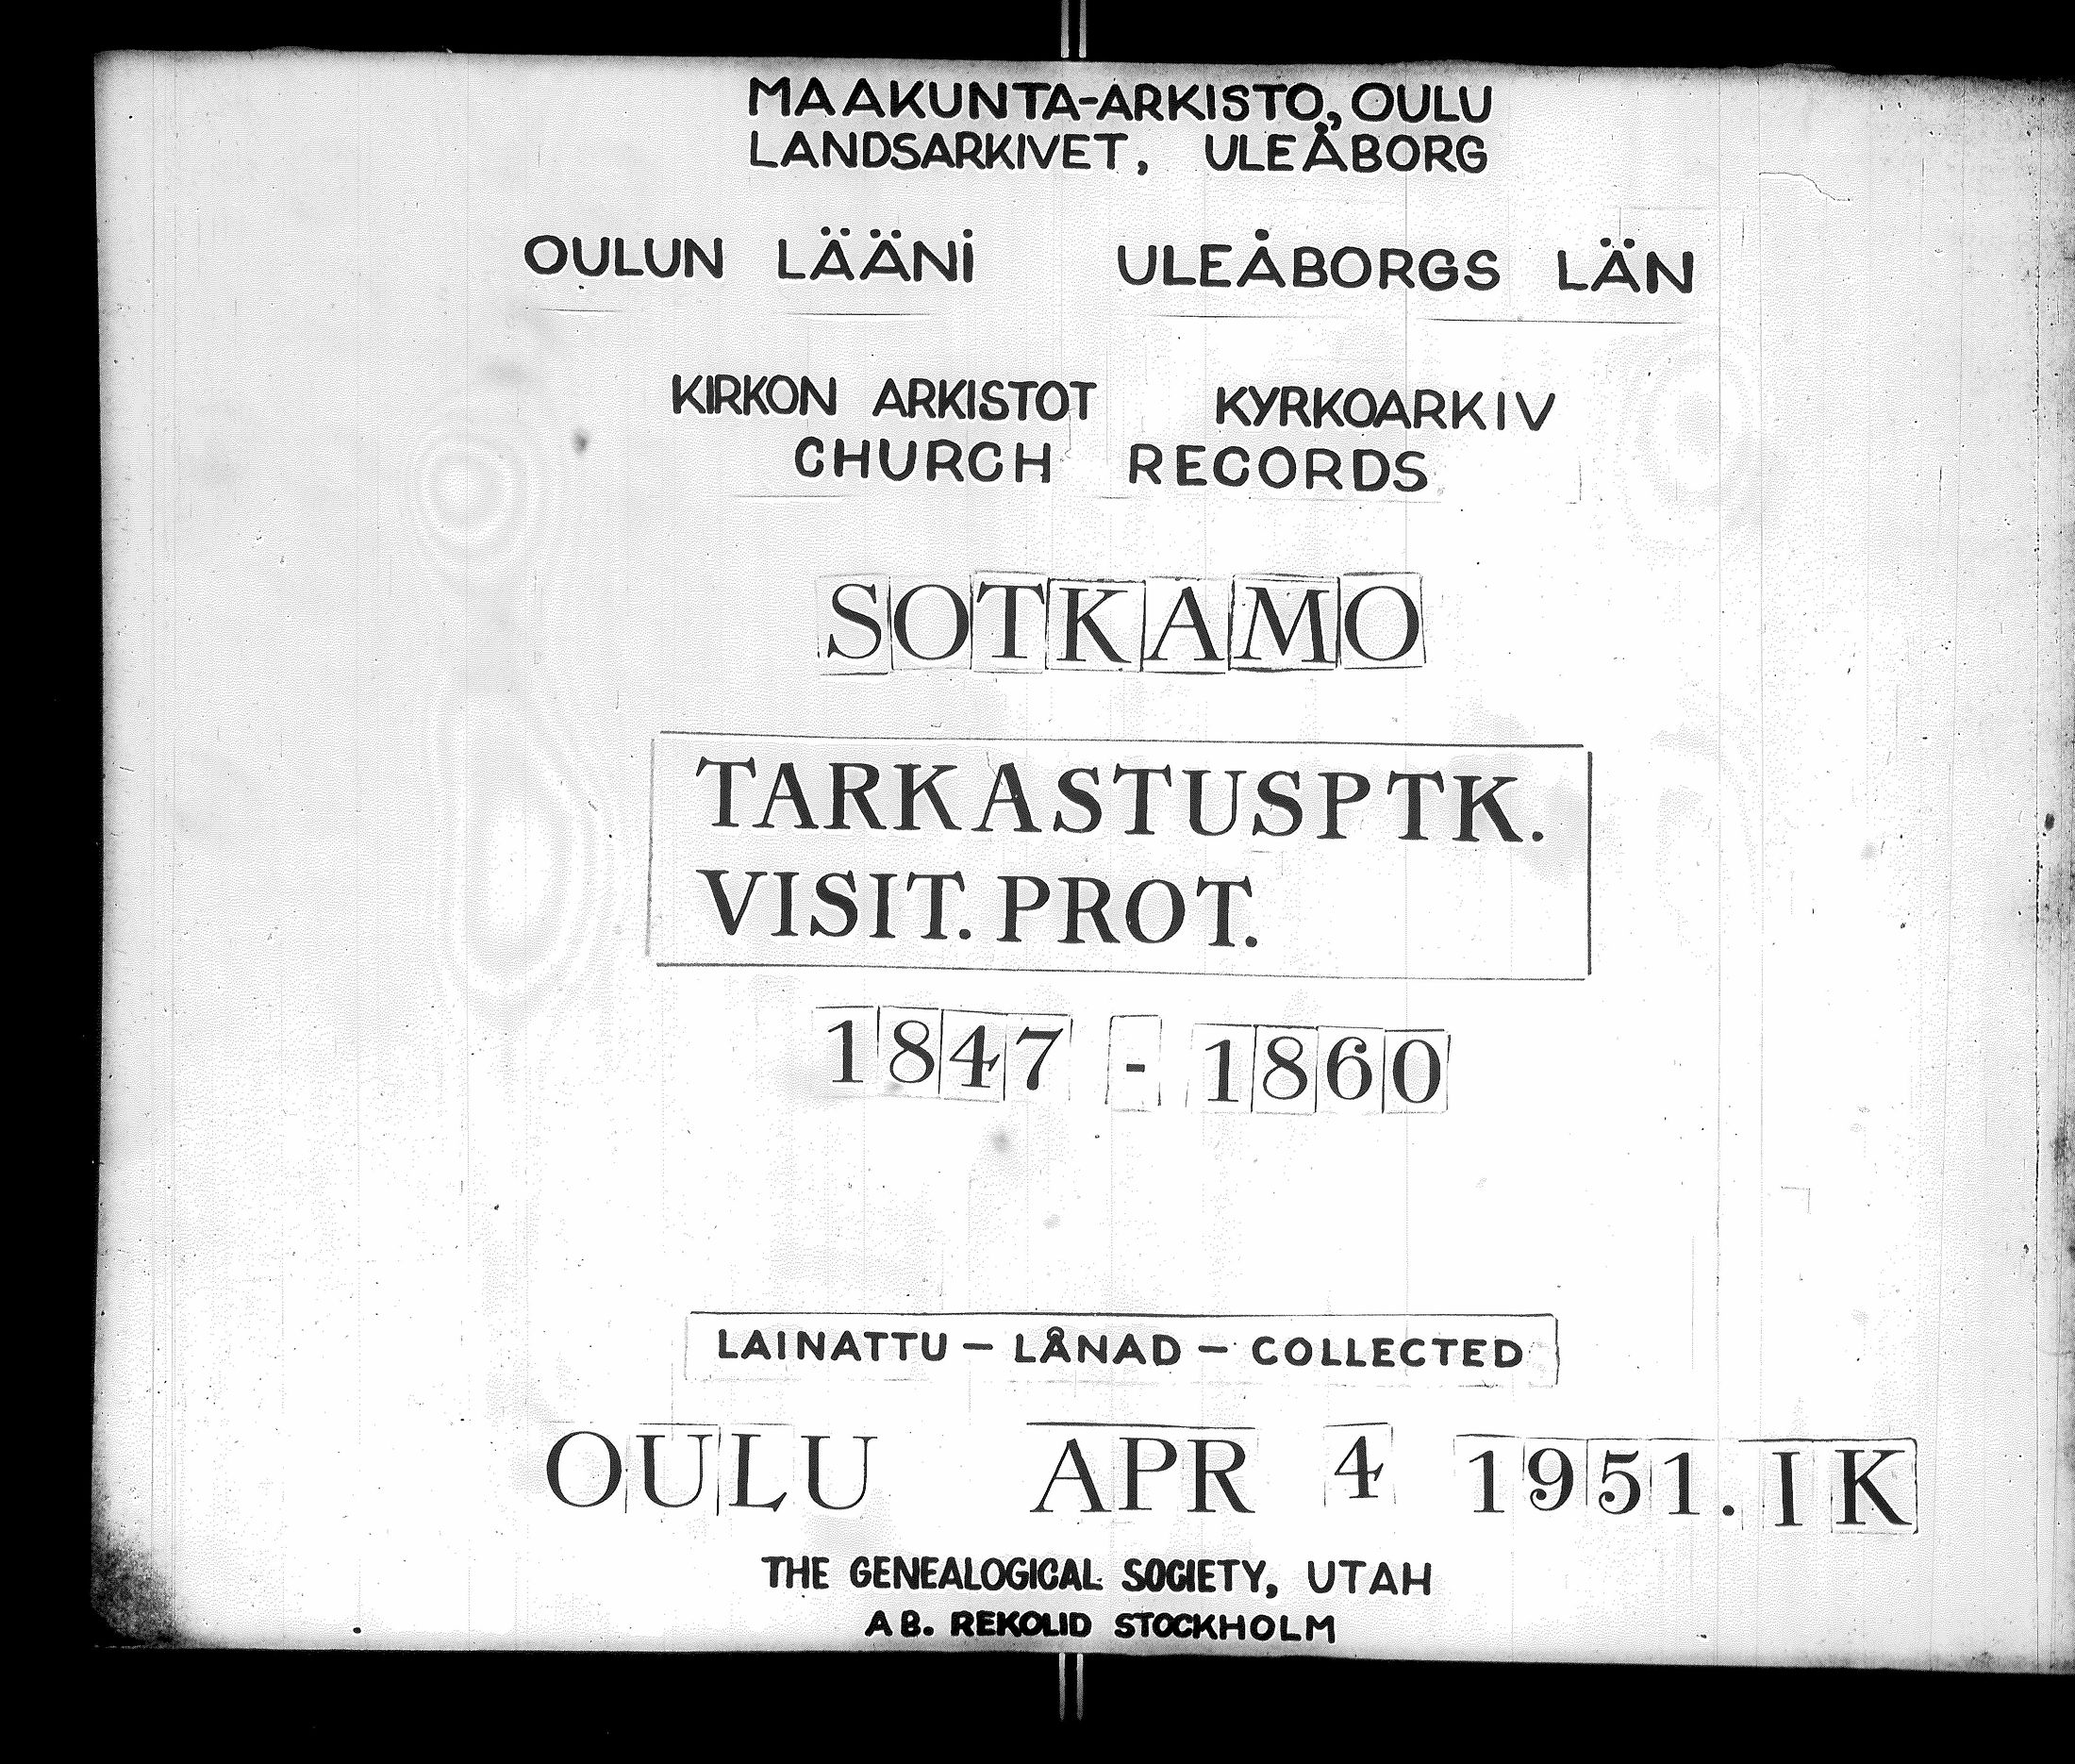 MAAKUNTA-ARKISTO, OULU
LANDSARKIVET, ULEÅBORG
OULUN LÄÄNI ULEÅBORGS LÄN
KIRKON ARKISTOT KYRKOARKIV
CHURCH RECORDS
SOTKAMO
TARKASTUSPTK.
VISIT. PROT.
1847 - 1860
LAINATTU — LÅNAD — COLLECTED
OULU APR 4 1951. IK
THE GENEALOGICAL SOCIETY, UTAH
AB. REKOLID STOCKHOLM